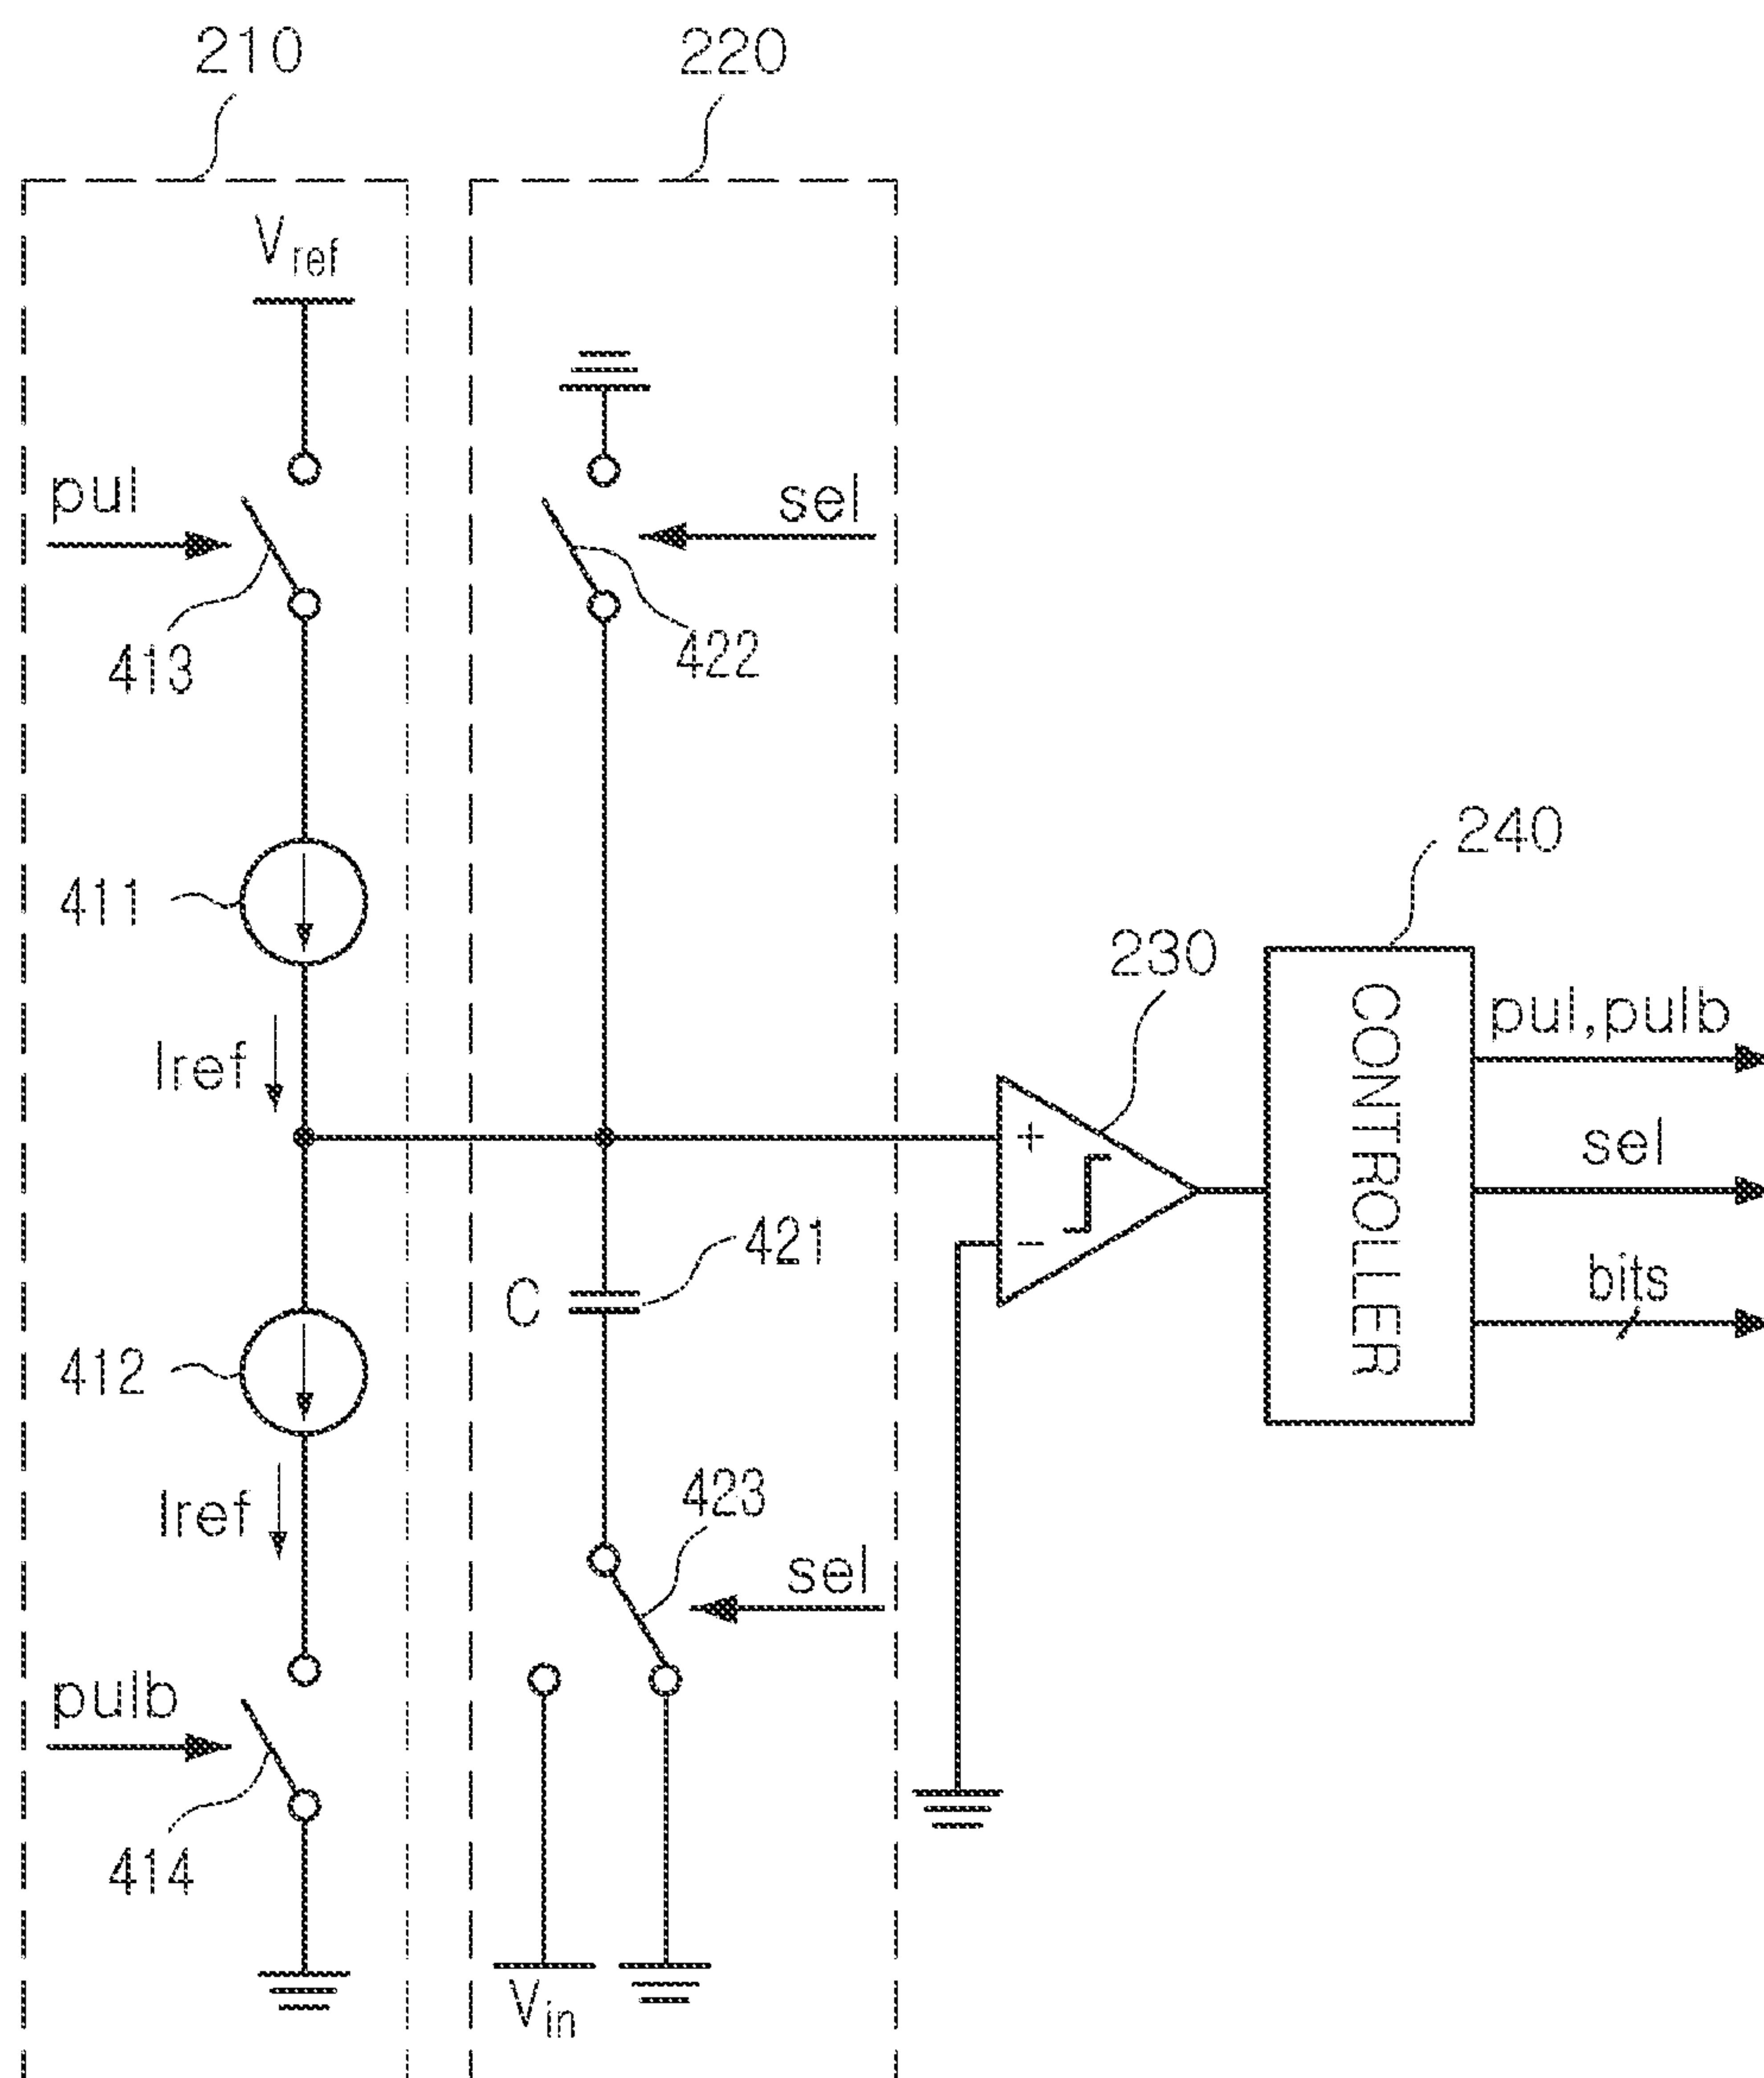 210
220
Vref
pul
sel
413
422
411
240
230
Iref
pul,pulb
CONTROLLER
+
sel
421
−
C
bits
412
423
Iref
sel
pulb
414
Vin